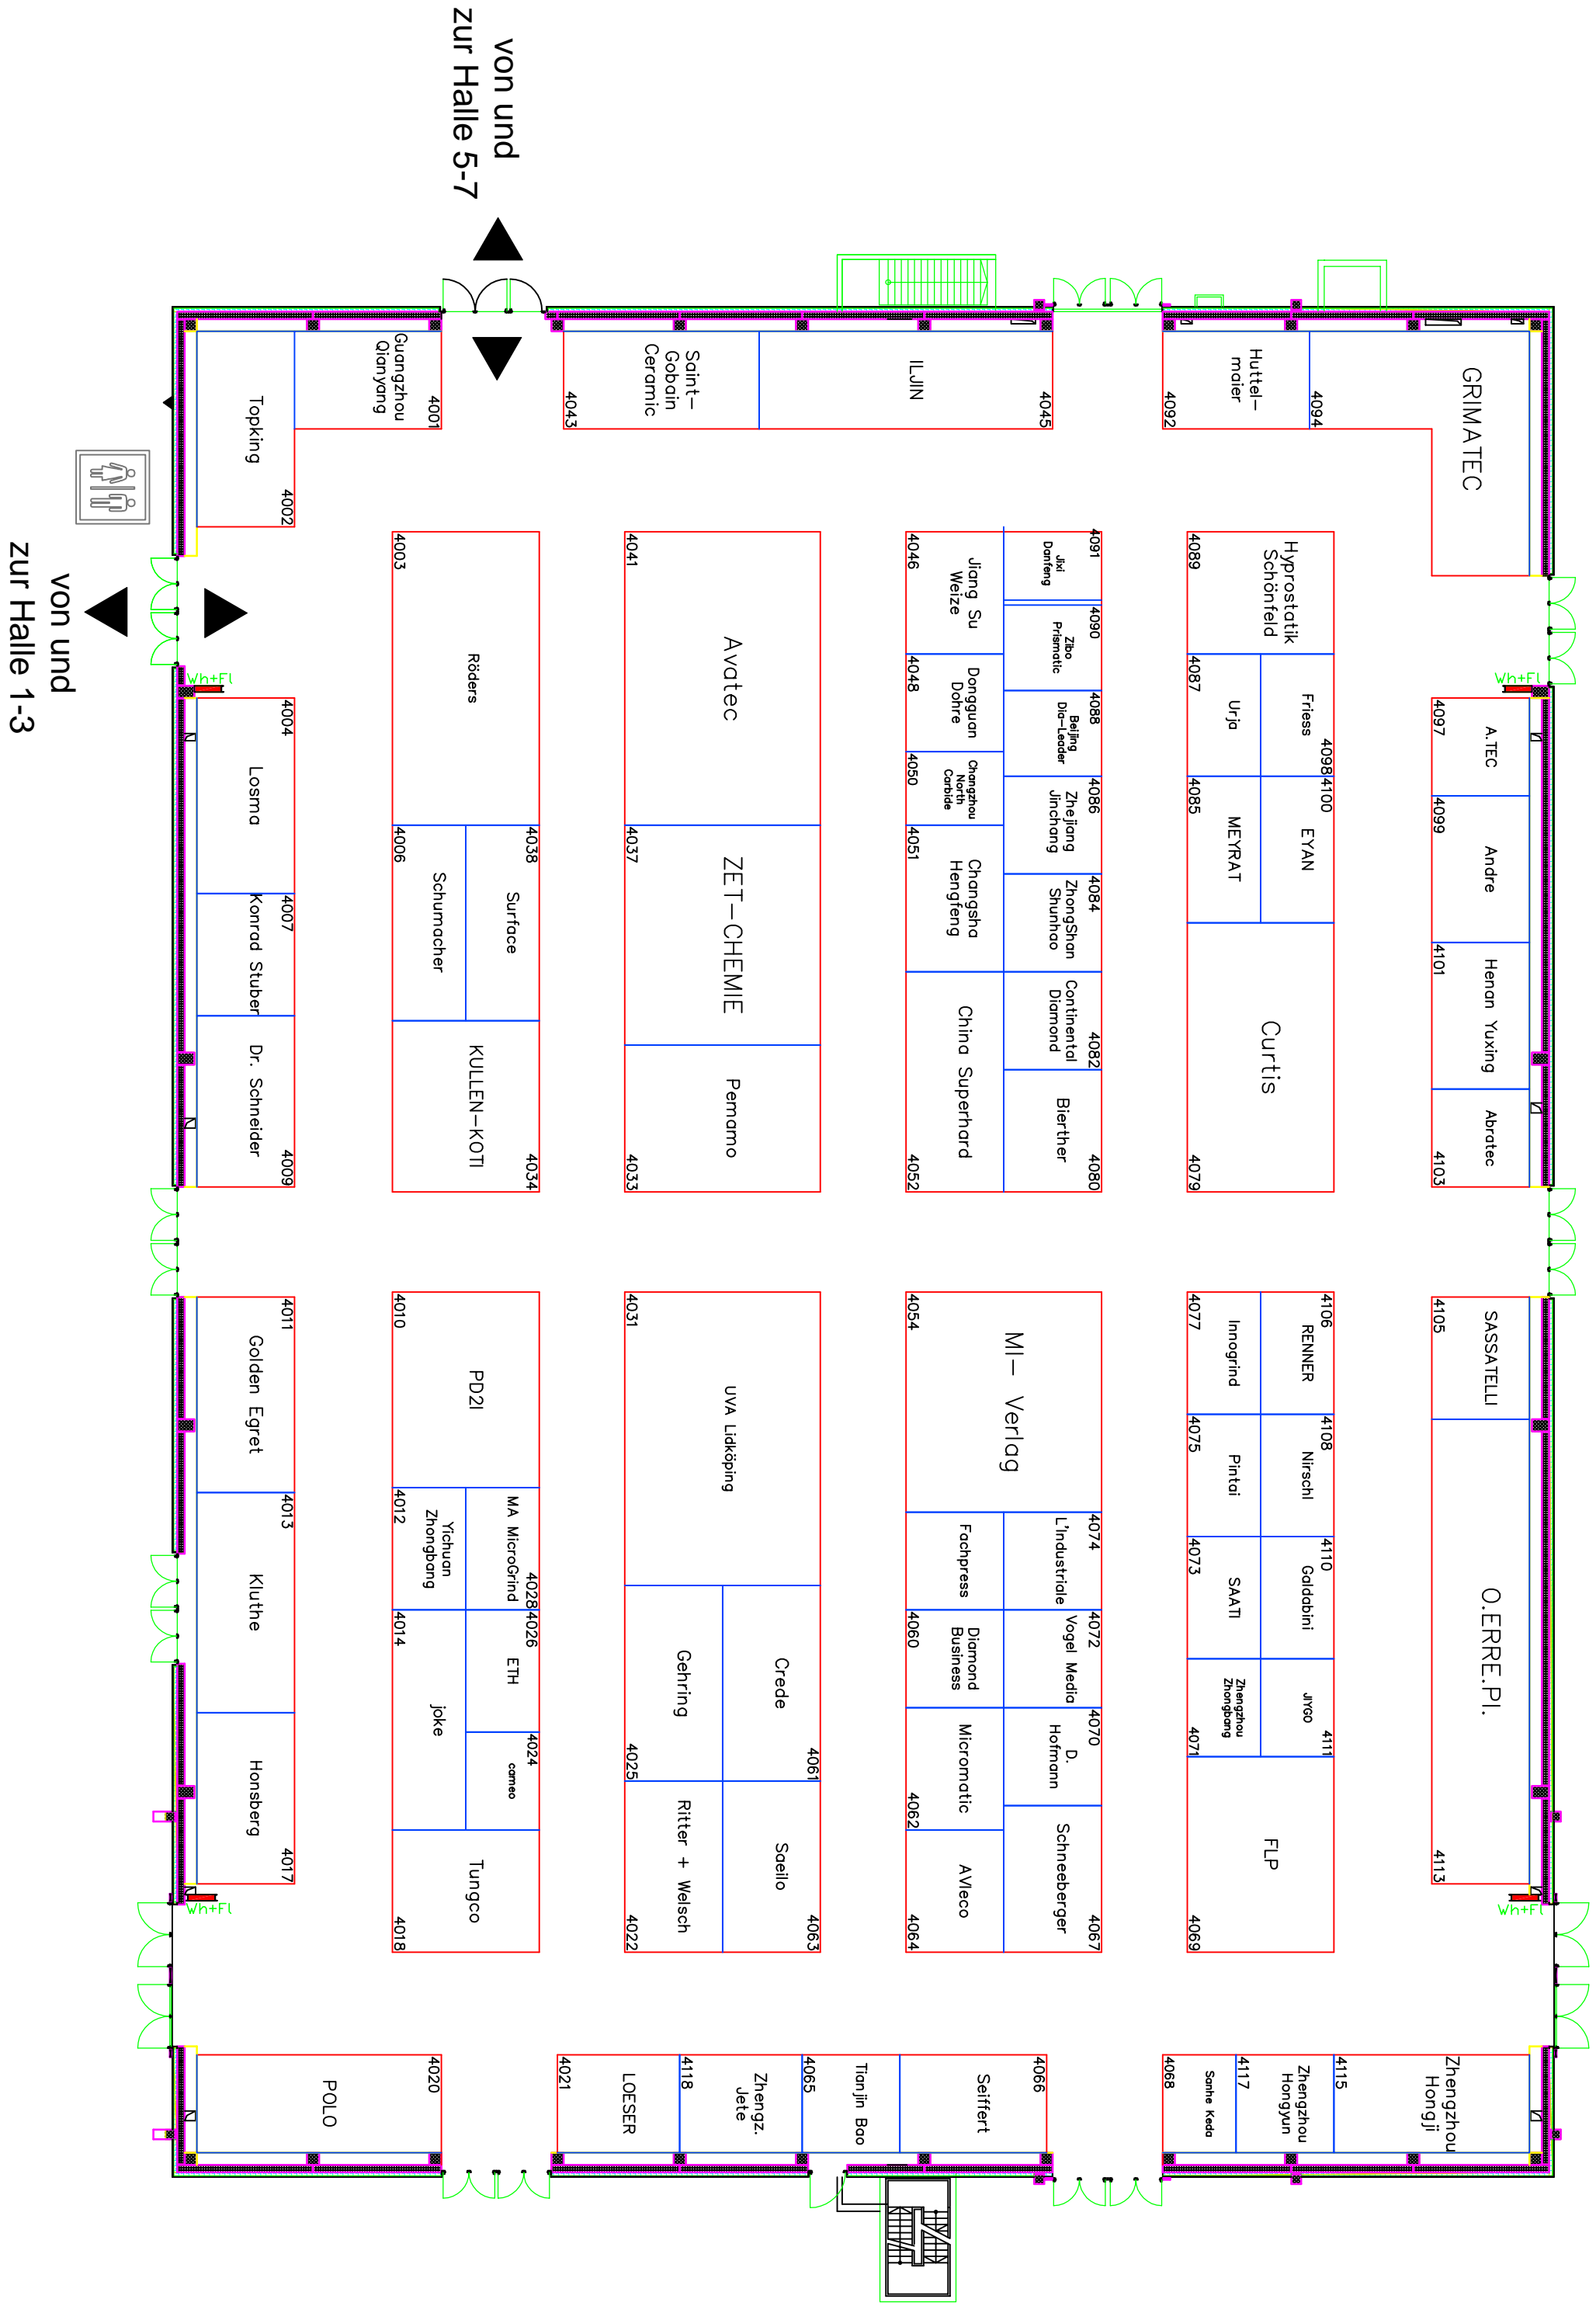 von und
zur Halle 5-7
von und
zur Halle 1-3
GRIMATEC
4094
Huttel-
maier
4092
ILJIN
4045
Saint-
Gobain
Ceramic
4043
Guangzhou
Qianyang
4001
Topking
4002
Hyprostatik
Schönfeld
4089
Friess
4098
Urja
4087
4100
EYAN
4085
MEYRAT
Curtis
4079
4091
Jixi
Danfeng
4090
Zibo
Prismatic
4088
Beijing
Dia-Leader
4086
Zhejiang
Jinchang
4084
ZhongShan
Shunhao
Continental
Diamond
4082
Bierther
4080
4046
Jiang Su
Weize
4048
Dongguan
Dohre
4050
Changzhou
North
Carbide
4051
Changsha
Hengfeng
China Superhard
4052
4041
Avatec
4037
ZET-CHEMIE
Pemamo
4033
4003
Röders
4038
Surface
4006
Schumacher
KULLEN-KOTI
4034
Wh+Fl
4004
Losma
4007
Konrad Stuber
Dr. Schneider
4009
Wh+Fl
4097
A.TEC
4099
Andre
4101
Henan Yuxing
Abratec
4103
4105
SASSATELLI
O.ERRE.PI.
4113
Wh+Fl
4106
RENNER
4077
Innogrind
4108
Nirschl
4075
Pintai
4110
Galdabini
4073
SAATI
JIYGO
4111
Zhengzhou
Zhongbang
4071
FLP
4069
4054
MI- Verlag
4074
L'Industriale
Fachpress
4072
Vogel Media
4060
Diamond
Business
4070
D.
Hofmann
Micromatic
4062
Schneeberger
4067
AVleco
4064
4031
UVA Lidköping
Crede
4061
Gehring
4025
Saeilo
4063
Ritter + Welsch
4022
4010
PD2I
MA MicroGrind
4028
4012
Yichuan
Zhongbang
4026
ETH
4014
joke
4024
cameo
Tungco
4018
4011
Golden Egret
4013
Kluthe
Honsberg
4017
Wh+Fl
4020
POLO
4021
LOESER
4118
Zhengz.
Jete
4065
Tianjin Bao
4066
Seiffert
4068
Sanhe Keda
4117
Zhengzhou
Hongyun
4115
Zhengzhou
Hongji